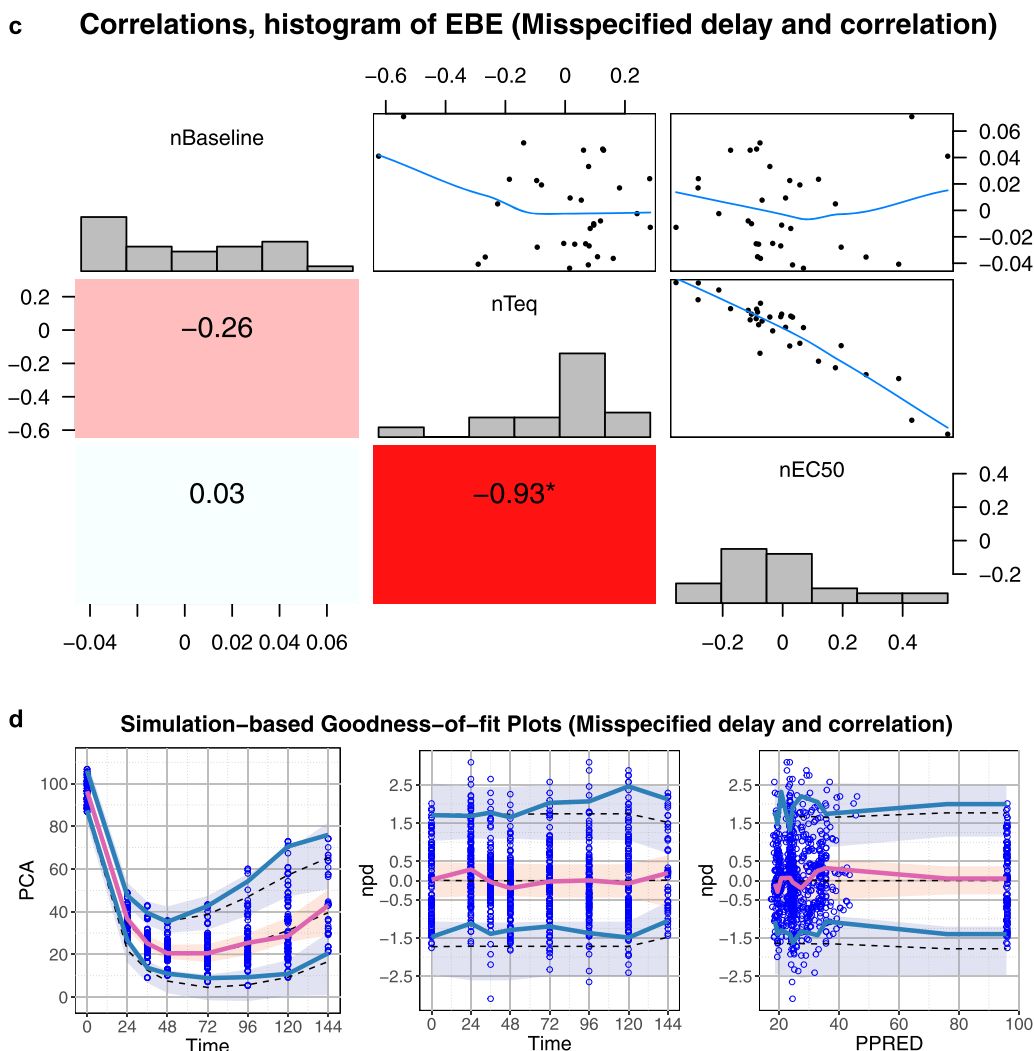 c Correlations, histogram of EBE (Misspecified delay and correlation)
−0.6 −0.2 0 0.2
nBaseline
0.06
0.04
0.02
0
−0.02
−0.04
0.2
0
−0.2
−0.4
−0.6
−0.26
nTeq
0.03
−0.93*
nEC50
0.4
0.2
0
−0.2
−0.04 0 0.02 0.04 0.06
−0.2 0 0.2 0.4
d Simulation−based Goodness−of−fit Plots (Misspecified delay and correlation)
PCA
100
80
60
40
20
0
0 24 48 72 96 120 144
Time
npd
2.5
1.5
0.5
0.0
−0.5
−1.5
−2.5
0 24 48 72 96 120 144
Time
npd
2.5
1.5
0.5
0.0
−0.5
−1.5
−2.5
20 40 60 80 100
PPRED